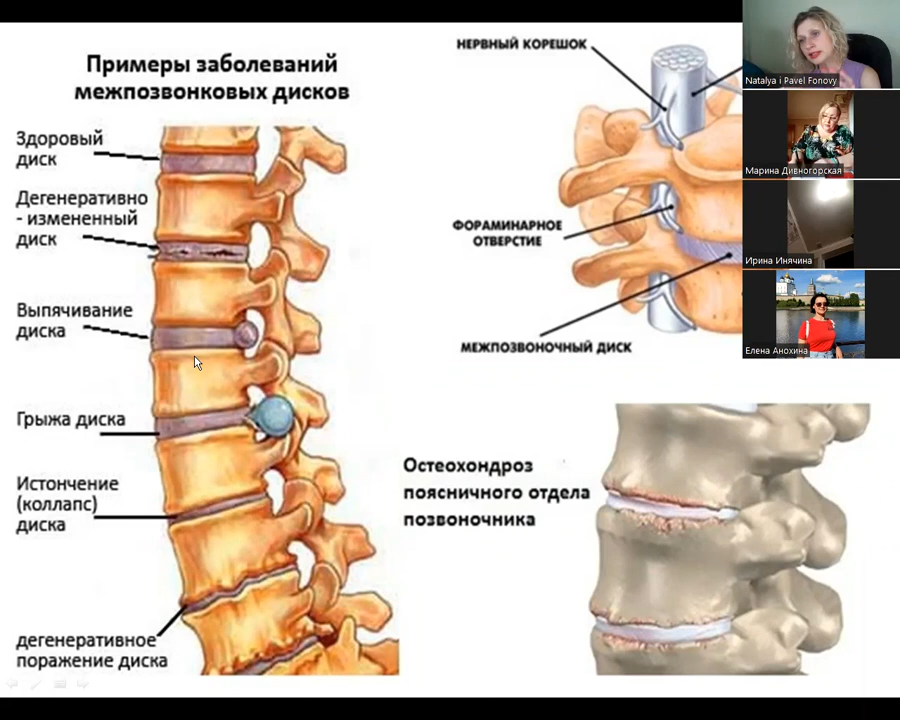 Примеры заболеваний
межпозвонковых дисков
Здоровый
диск
Дегенеративно
- измененный
диск
Выпячивание
диска
Грыжа диска
Истончение
(коллапс)
диска
дегенеративное
поражение диска
НЕРВНЫЙ КОРЕШОК
ФОРАМИНАРНОЕ
ОТВЕРСТИЕ
МЕЖПОЗВОНОЧНЫЙ ДИСК
Остеохондроз
поясничного отдела
позвоночника
Natalya i Pavel Fonovy
Марина Дивногорская
Ирина Инячина
Елена Анохина